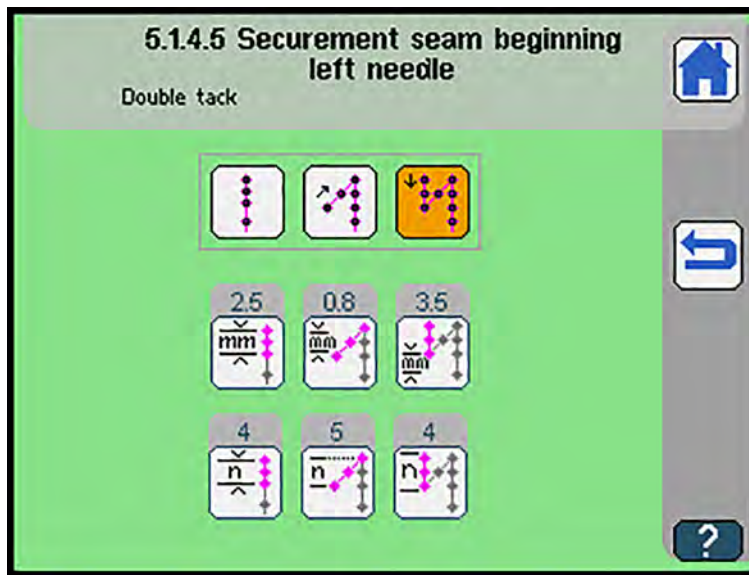 5.1.4.5 Securement seam beginning
left needle
Double tack
2.5 0.8 3.5
mm mm mm
4 5 4
n n n
?